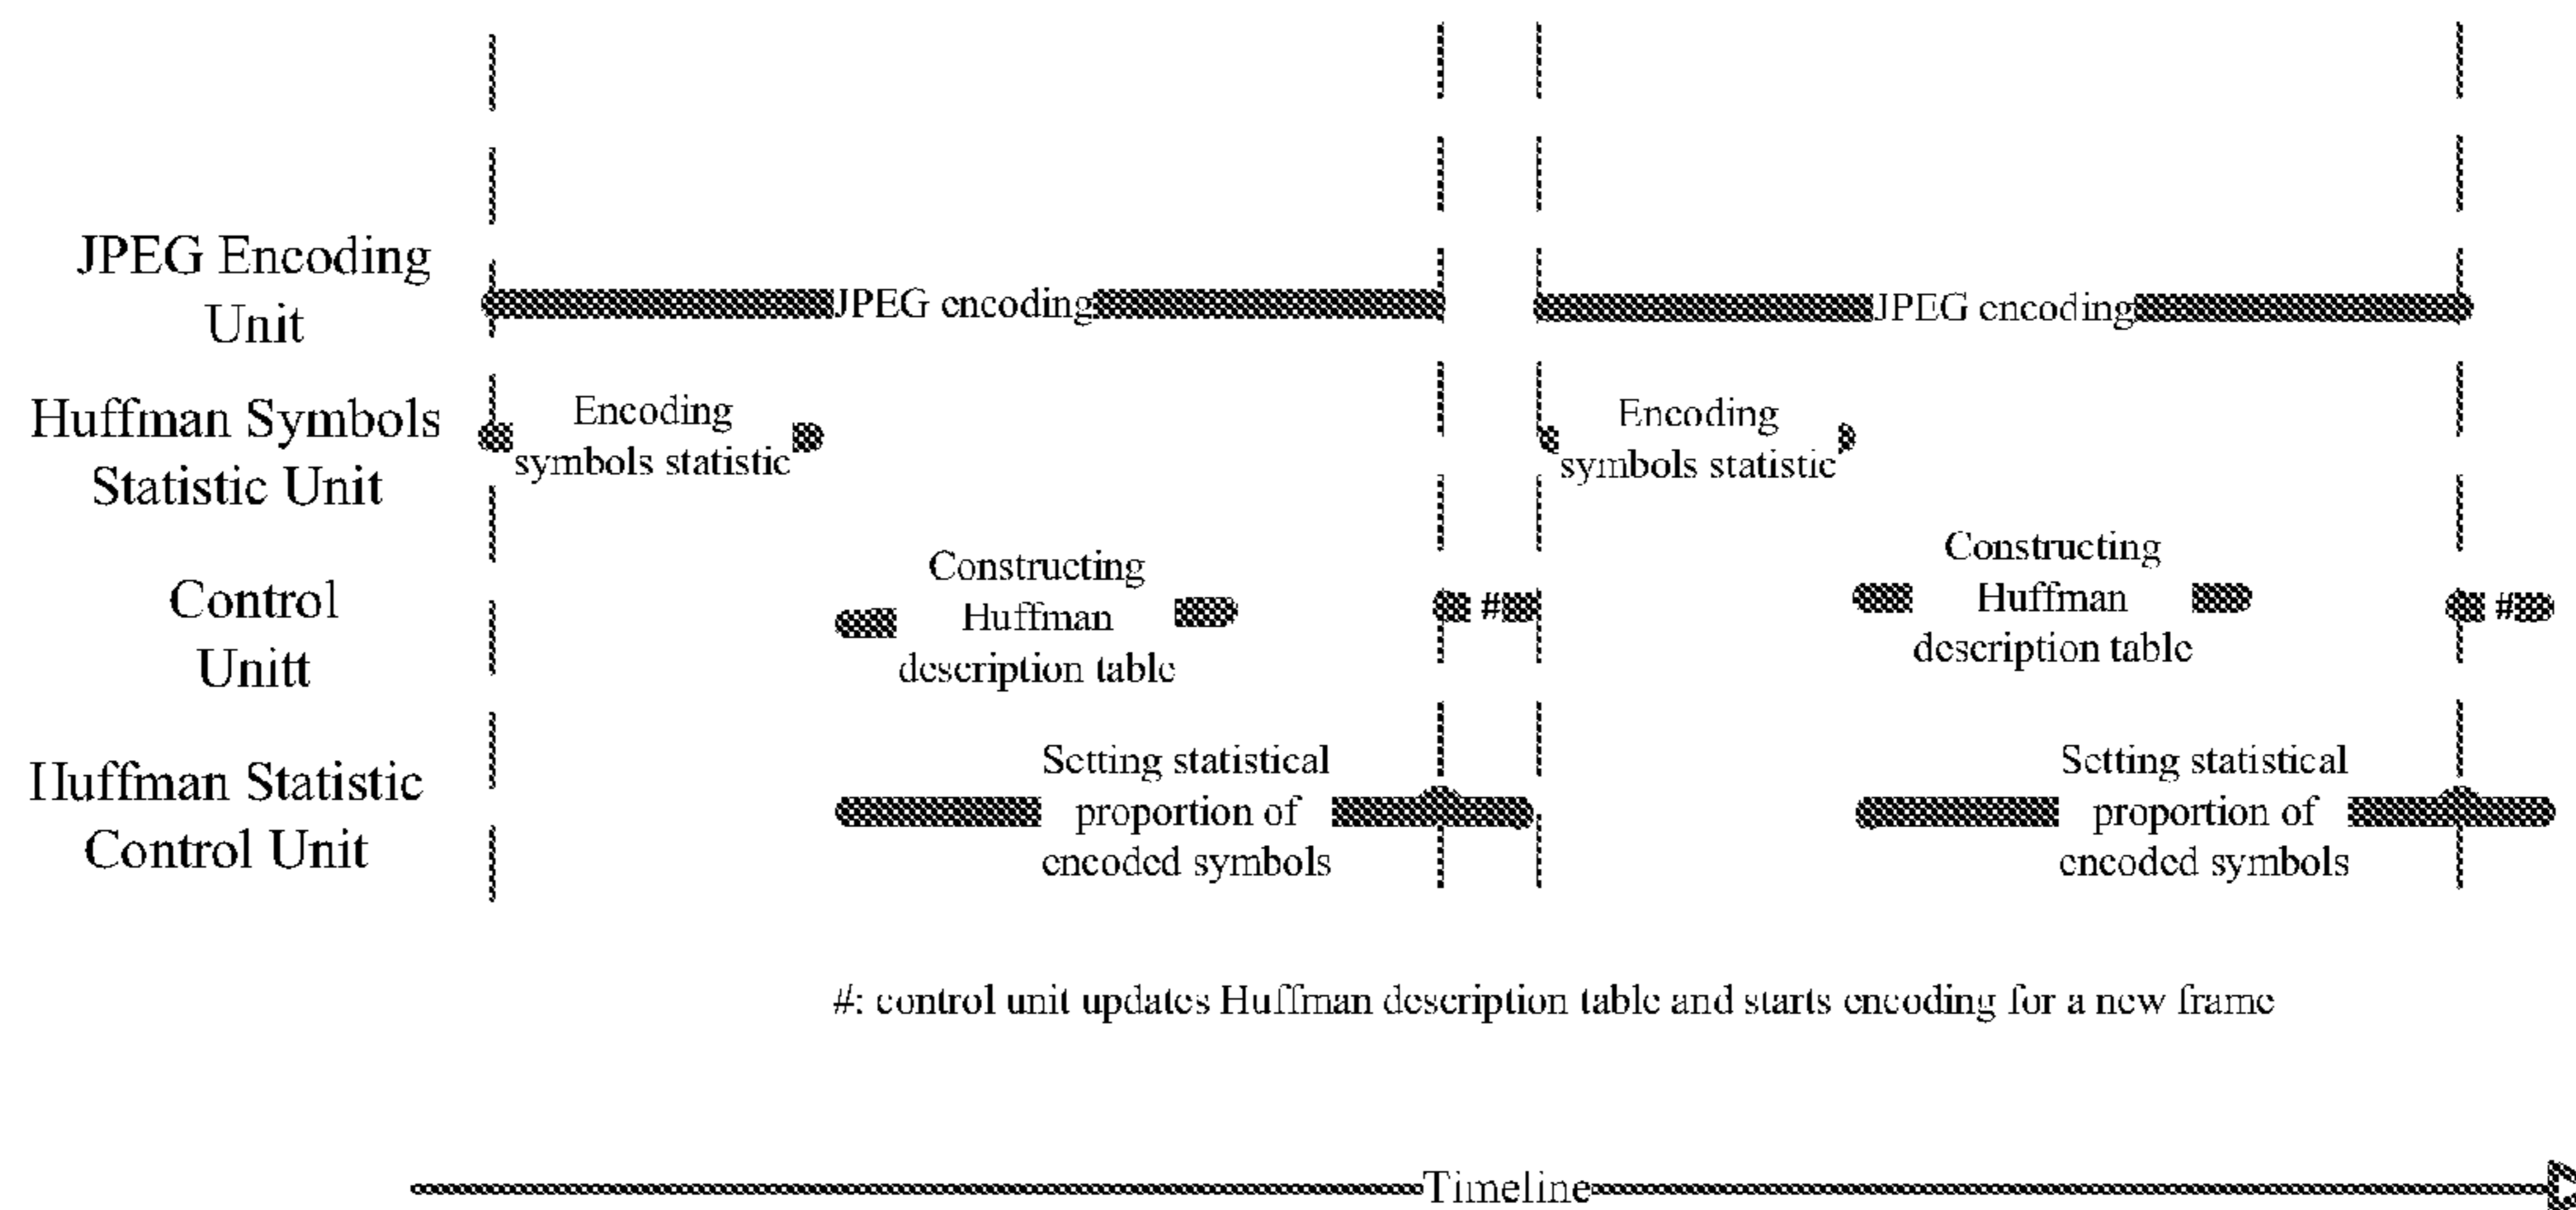 JPEG Encoding
Unit
JPEG encoding
JPEG encoding
Huffman Symbols
Statistic Unit
Encoding
symbols statistic
Encoding
symbols statistic
Control
Unitt
Constructing
Huffman
description table
#
Constructing
Huffman
description table
#
Huffman Statistic
Control Unit
Setting statistical
proportion of
encoded symbols
Setting statistical
proportion of
encoded symbols
#: control unit updates Huffman description table and starts encoding for a new frame
Timeline